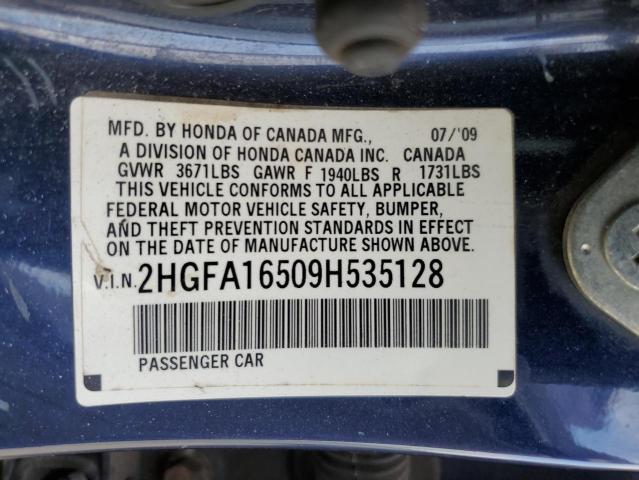 MFD. BY HONDA OF CANADA MFG., 07/'09
A DIVISION OF HONDA CANADA INC. CANADA
GVWR 3671LBS GAWR F 1940LBS R 1731LBS
THIS VEHICLE CONFORMS TO ALL APPLICABLE
FEDERAL MOTOR VEHICLE SAFETY, BUMPER,
AND THEFT PREVENTION STANDARDS IN EFFECT
ON THE DATE OF MANUFACTURE SHOWN ABOVE.
V.I.N. 2HGFA16509H535128
PASSENGER CAR